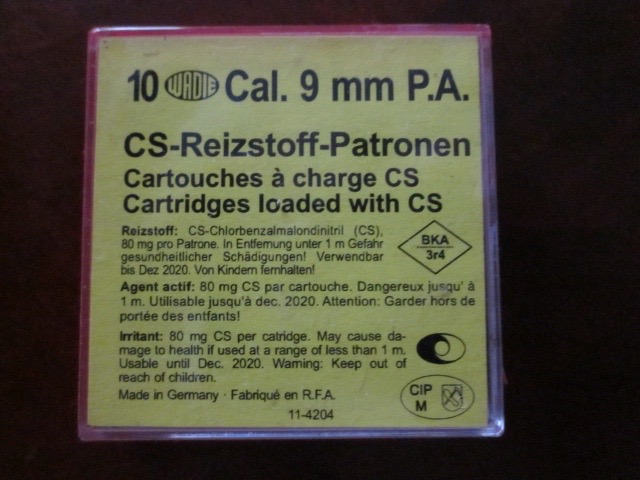 10 WADIE Cal. 9 mm P.A.
CS-Reizstoff-Patronen
Cartouches à charge CS
Cartridges loaded with CS
Reizstoff: CS-Chlorbenzalmalondinitril (CS),
80 mg pro Patrone. In Entfernung unter 1 m Gefahr
gesundheitlicher Schädigungen! Verwendbar
bis Dez 2020. Von Kindern fernhalten!
BKA
3r4
Agent actif: 80 mg CS par cartouche. Dangereux jusqu' à
1 m. Utilisable jusqu'à dec. 2020. Attention: Garder hors de
portée des entfants!
Irritant: 80 mg CS per catridge. May cause da-
mage to health if used at a range of less than 1 m.
Usable until Dec. 2020. Warning: Keep out of
reach of children.
Made in Germany · Fabriqué en R.F.A.
11-4204
CIP
M